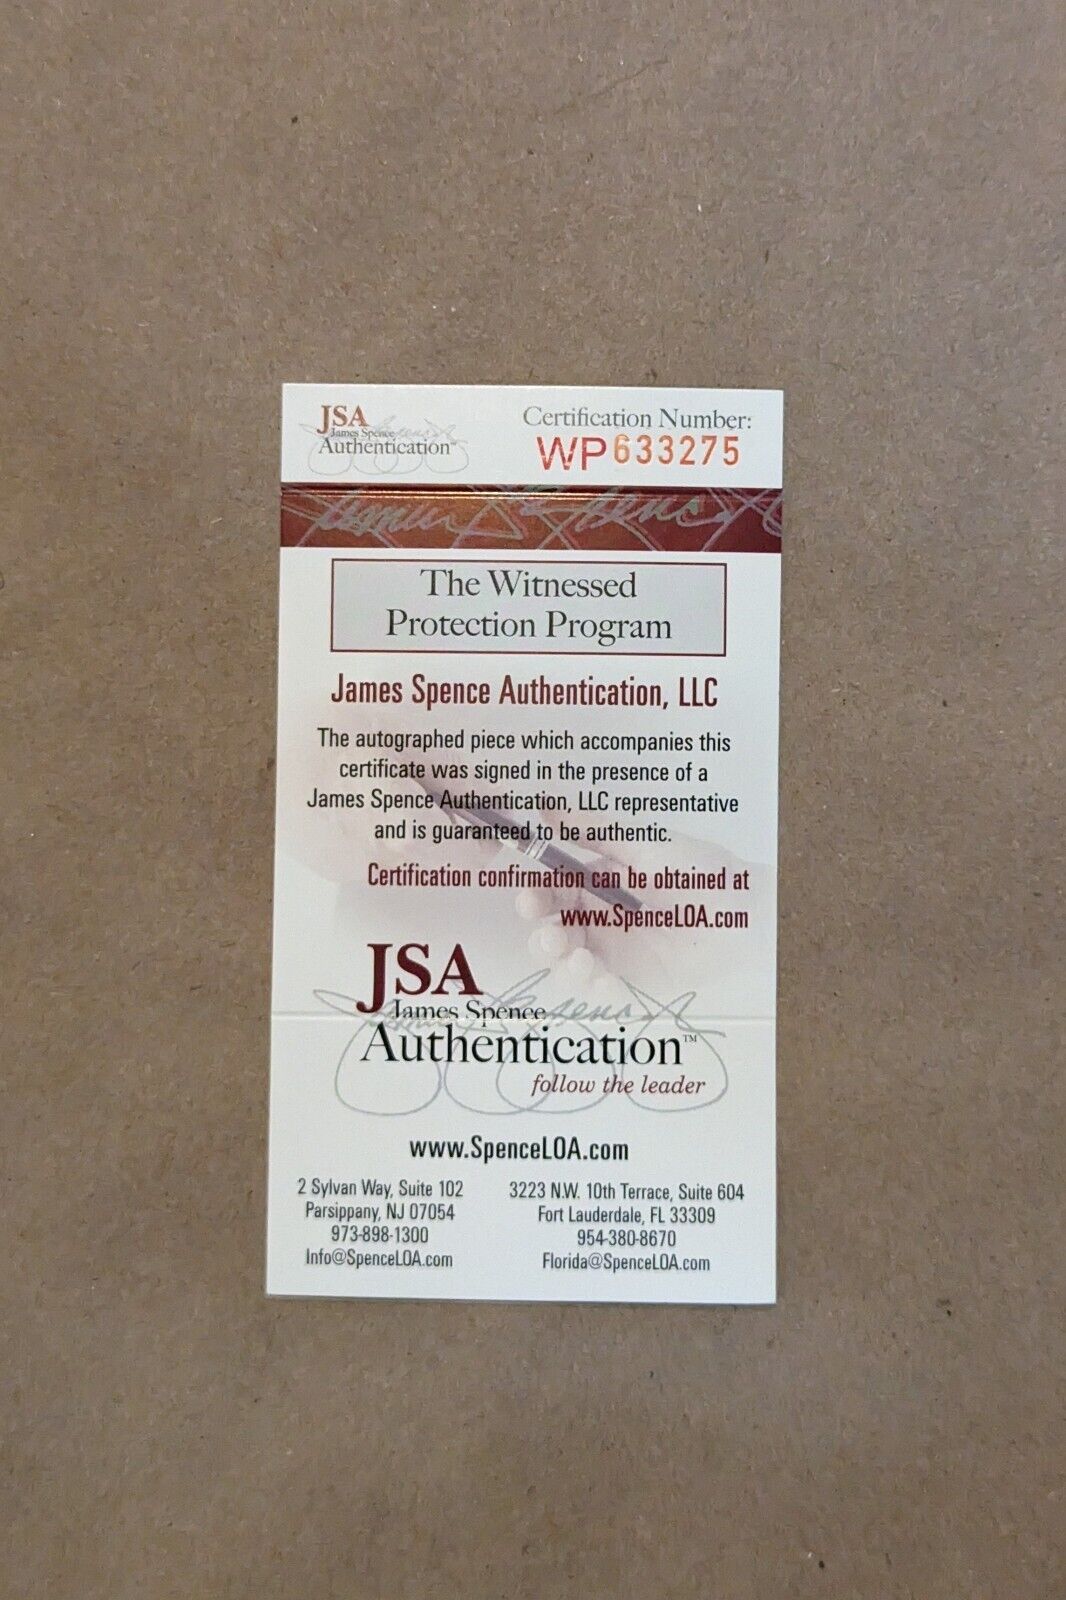 JSA
James Spence
Authentication™
Certification Number:
WP633275
James Spence
The Witnessed
Protection Program
James Spence Authentication, LLC
The autographed piece which accompanies this
certificate was signed in the presence of a
James Spence Authentication, LLC representative
and is guaranteed to be authentic.
Certification confirmation can be obtained at
www.SpenceLOA.com
JSA
James Spence
Authentication™
follow the leader
www.SpenceLOA.com
2 Sylvan Way, Suite 102
Parsippany, NJ 07054
973-898-1300
Info@SpenceLOA.com
3223 N.W. 10th Terrace, Suite 604
Fort Lauderdale, FL 33309
954-380-8670
Florida@SpenceLOA.com